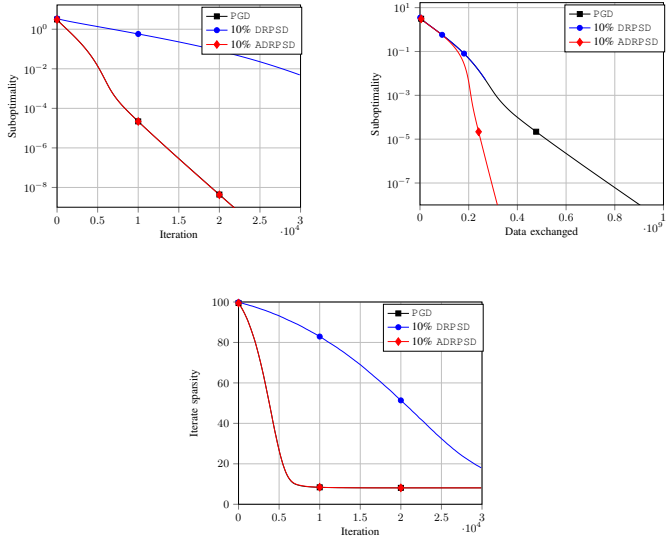 PGD
10% DRPSD
10% ADRPSD
10^0
10^−2
10^−4
10^−6
10^−8
Suboptimality
0 0.5 1 1.5 2 2.5 3
Iteration
·10^4
PGD
10% DRPSD
10% ADRPSD
10^1
10^−1
10^−3
10^−5
10^−7
Suboptimality
0 0.2 0.4 0.6 0.8 1
Data exchanged
·10^9
PGD
10% DRPSD
10% ADRPSD
100
80
60
40
20
0
Iterate sparsity
0 0.5 1 1.5 2 2.5 3
Iteration
·10^4